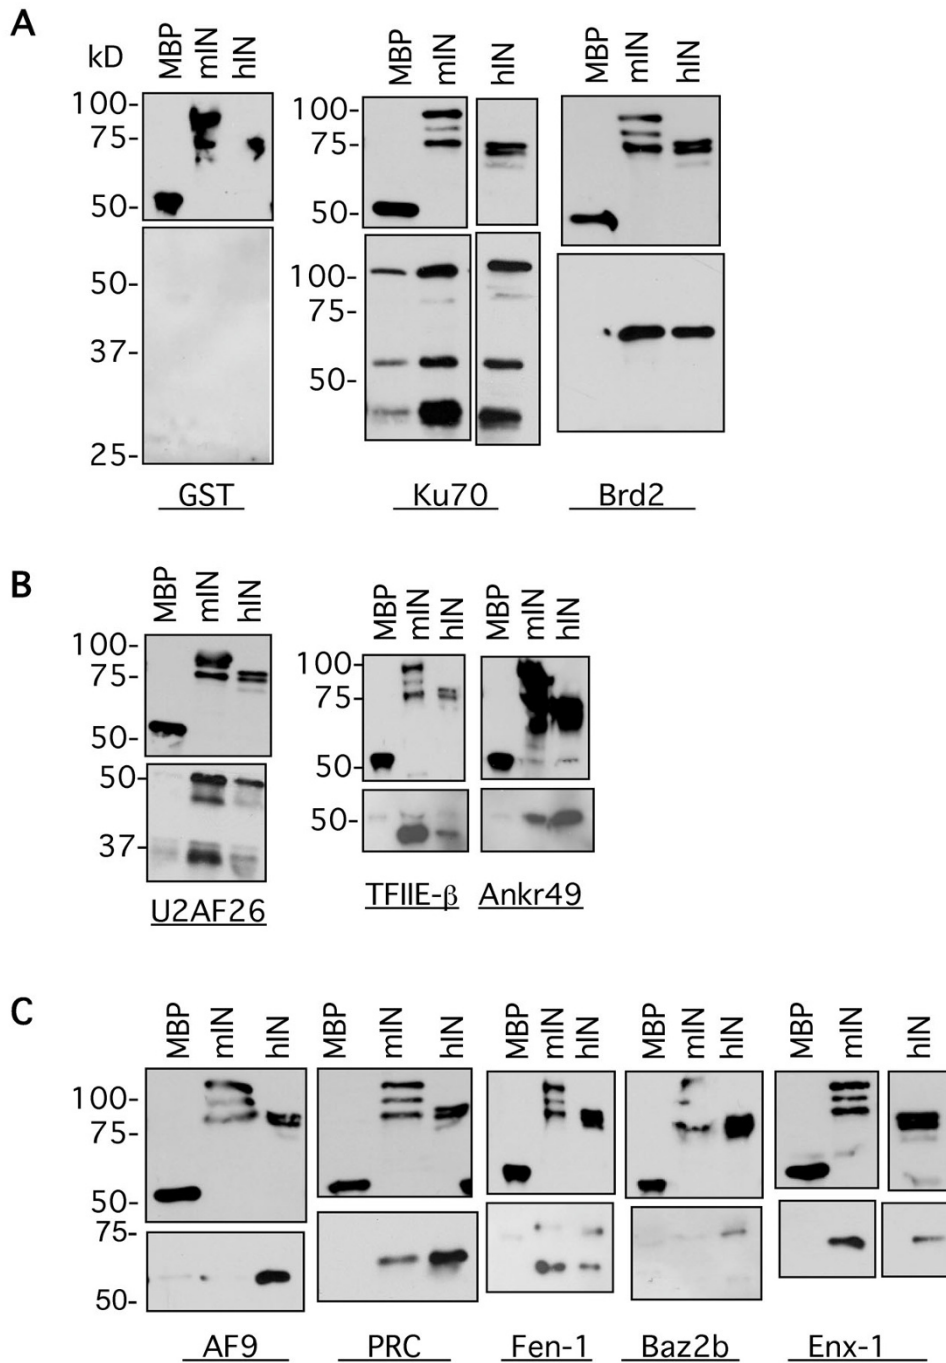 A
kD
MBP mIN hIN MBP mIN hIN MBP mIN hIN
100- 100-
75- 75-
50- 50-
50- 100-
75-
37- 50-
25-
GST Ku70 Brd2
B
MBP mIN hIN MBP mIN hIN MBP mIN hIN
100- 100-
75- 75-
50- 50-
50- 50-
37-
U2AF26 TFIIE-β Ankr49
C
MBP mIN hIN MBP mIN hIN MBP mIN hIN MBP mIN hIN MBP mIN hIN
100-
75-
50-
75-
50-
AF9 PRC Fen-1 Baz2b Enx-1